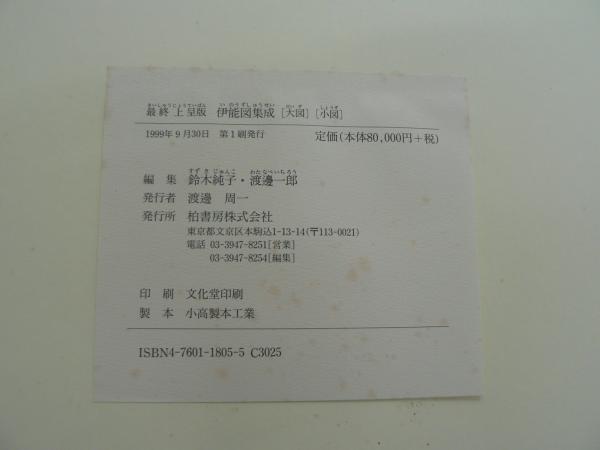 最終上呈版 伊能図集成 [大図] [小図]
1999年9月30日 第1刷発行 定価(本体80,000円+税)
編集 鈴木純子・渡邊一郎
発行者 渡邊 周一
発行所 柏書房株式会社
東京都文京区本駒込1-13-14(〒113-0021)
電話 03-3947-8251[営業]
03-3947-8254[編集]
印刷 文化堂印刷
製本 小高製本工業
ISBN4-7601-1805-5 C3025